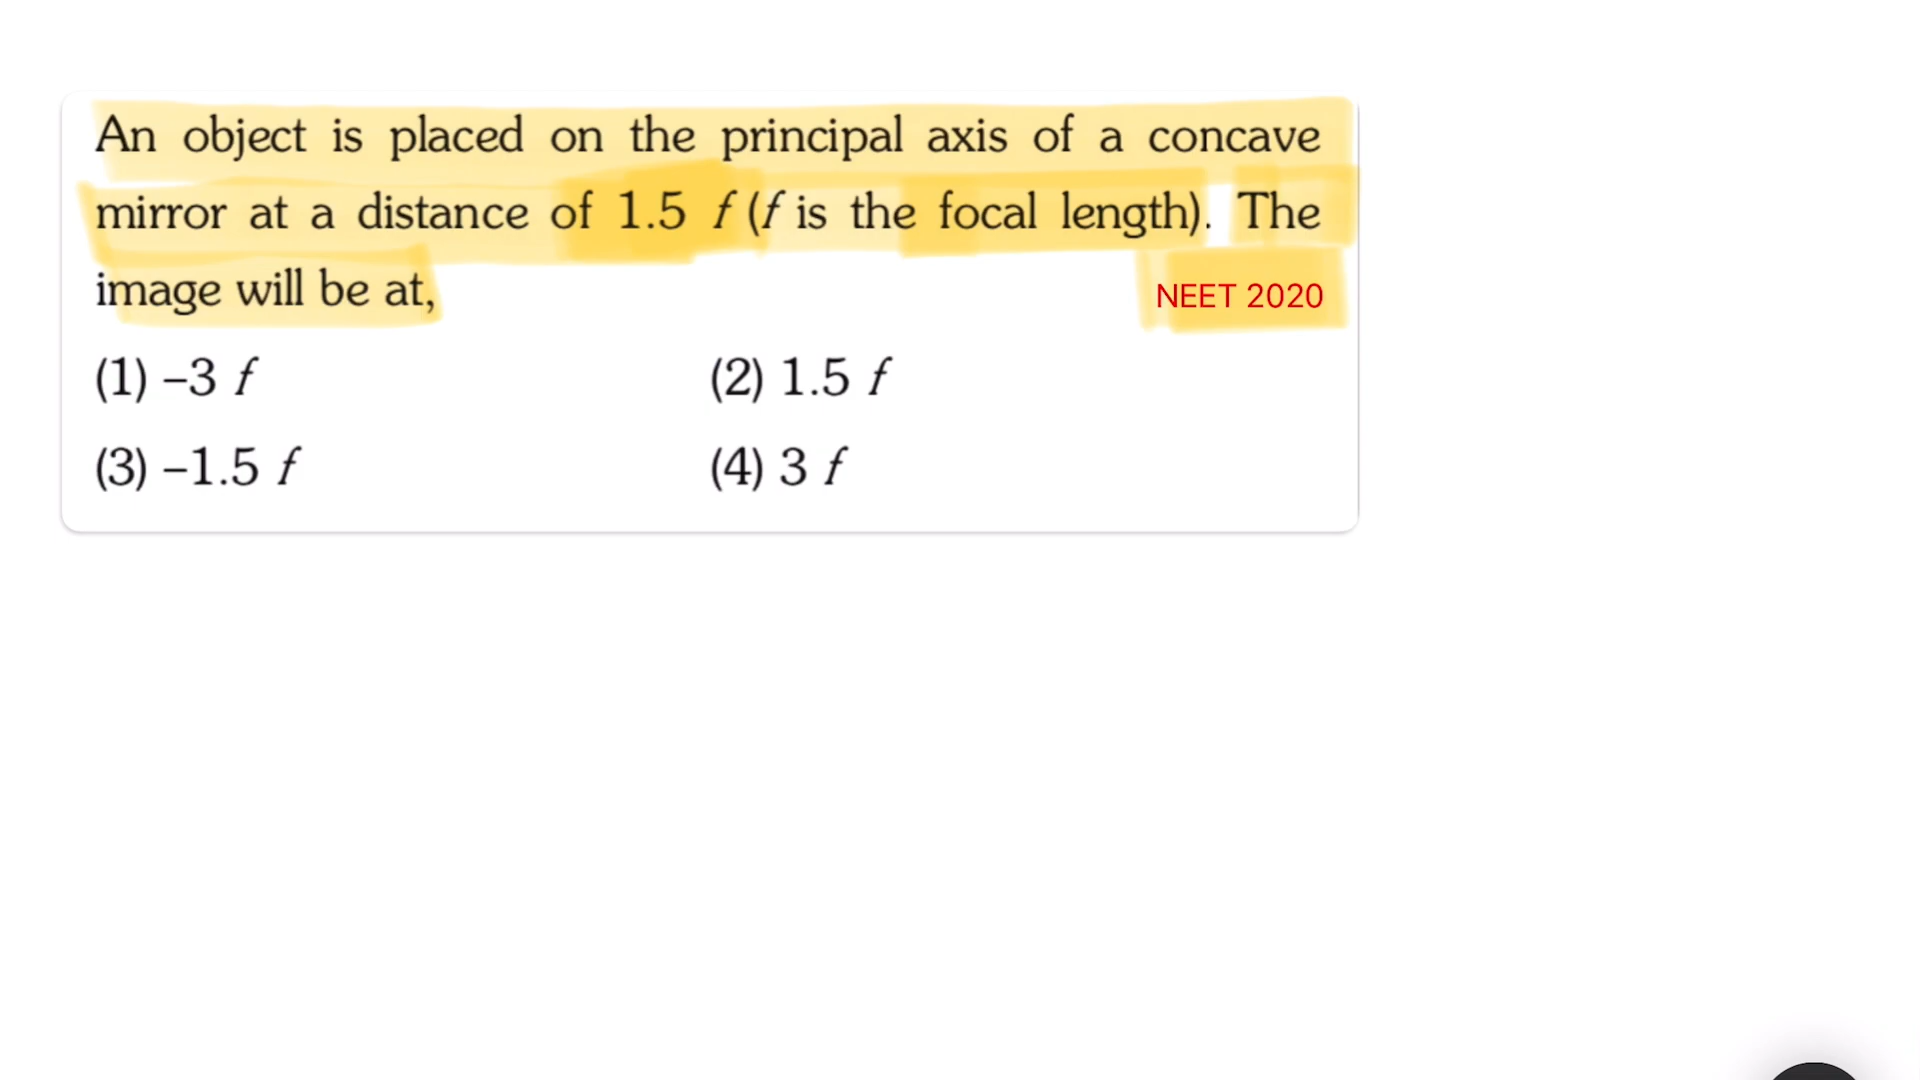 An object is placed on the principal axis of a concave
mirror at a distance of 1.5 f (f is the focal length). The
image will be at,
NEET 2020
(1) –3 f
(2) 1.5 f
(3) –1.5 f
(4) 3 f